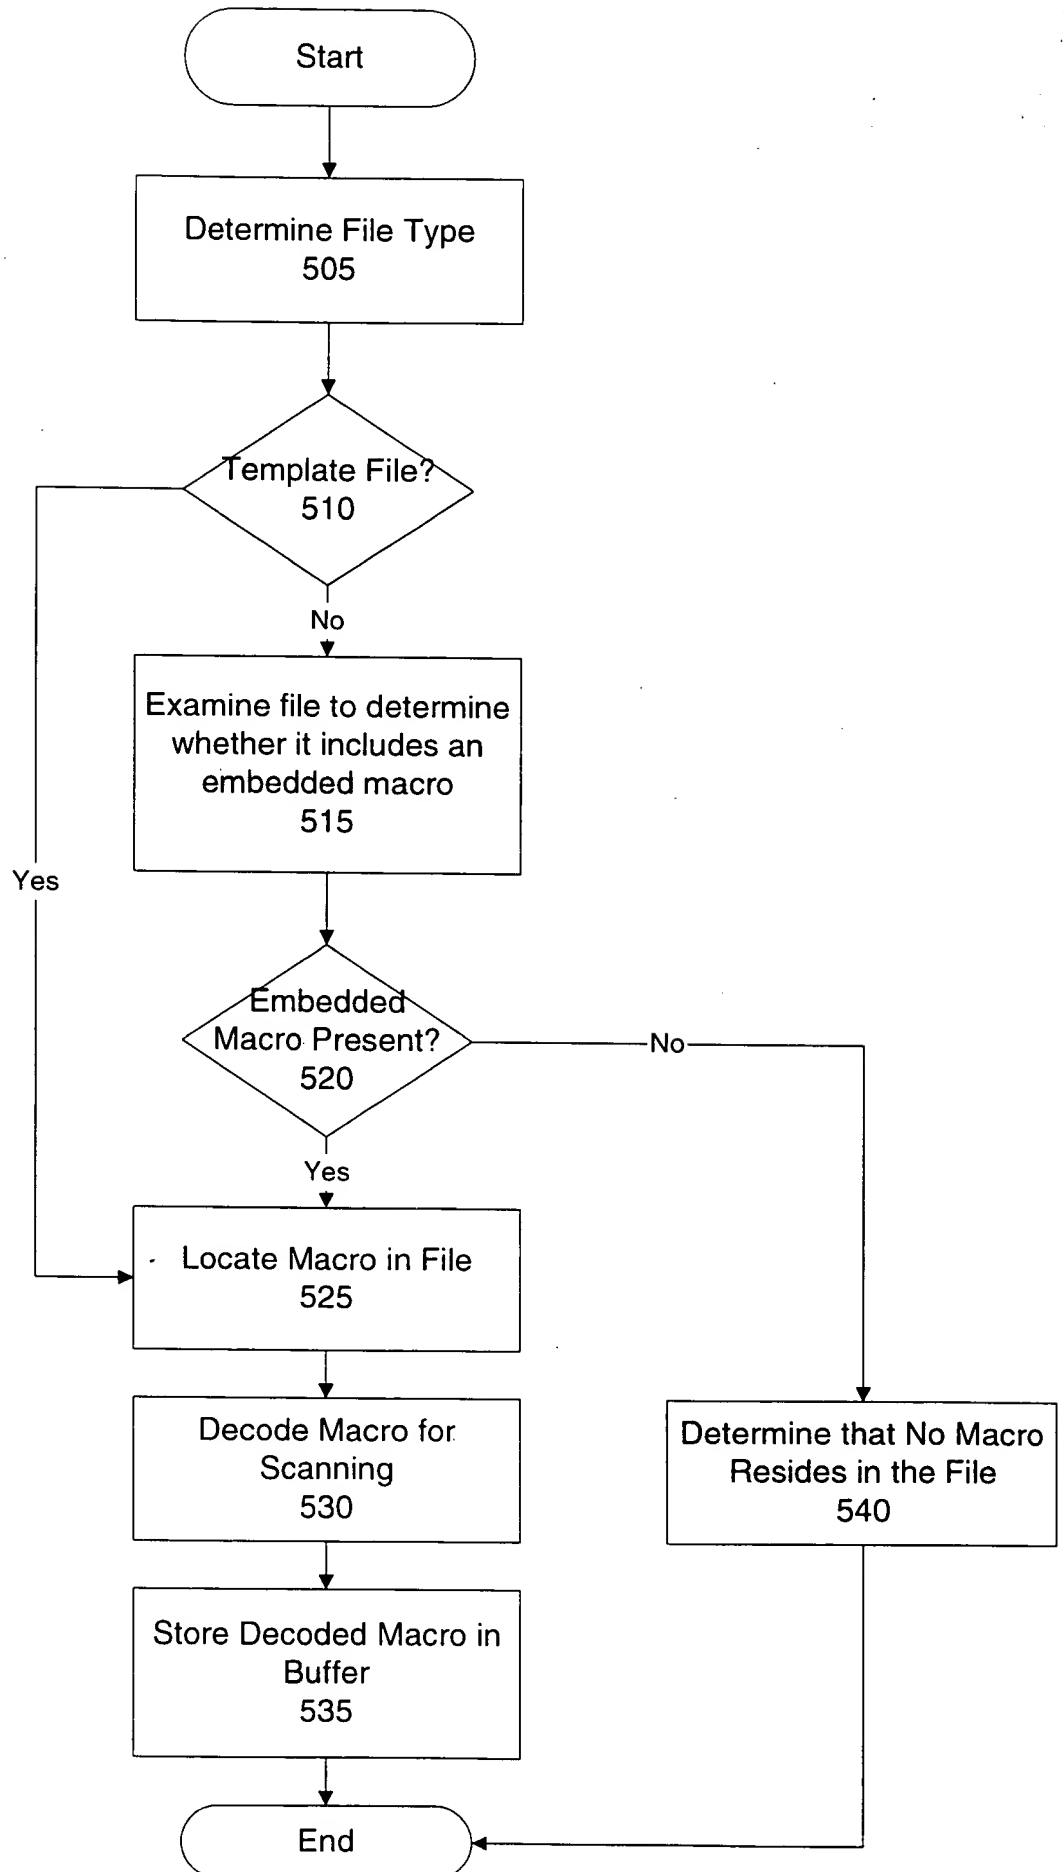 Start
Determine File Type
505
Template File?
510
No
Examine file to determine
whether it includes an
embedded macro
515
Yes
Embedded
Macro Present?
520
No
Yes
Locate Macro in File
525
Decode Macro for
Scanning
530
Determine that No Macro
Resides in the File
540
Store Decoded Macro in
Buffer
535
End